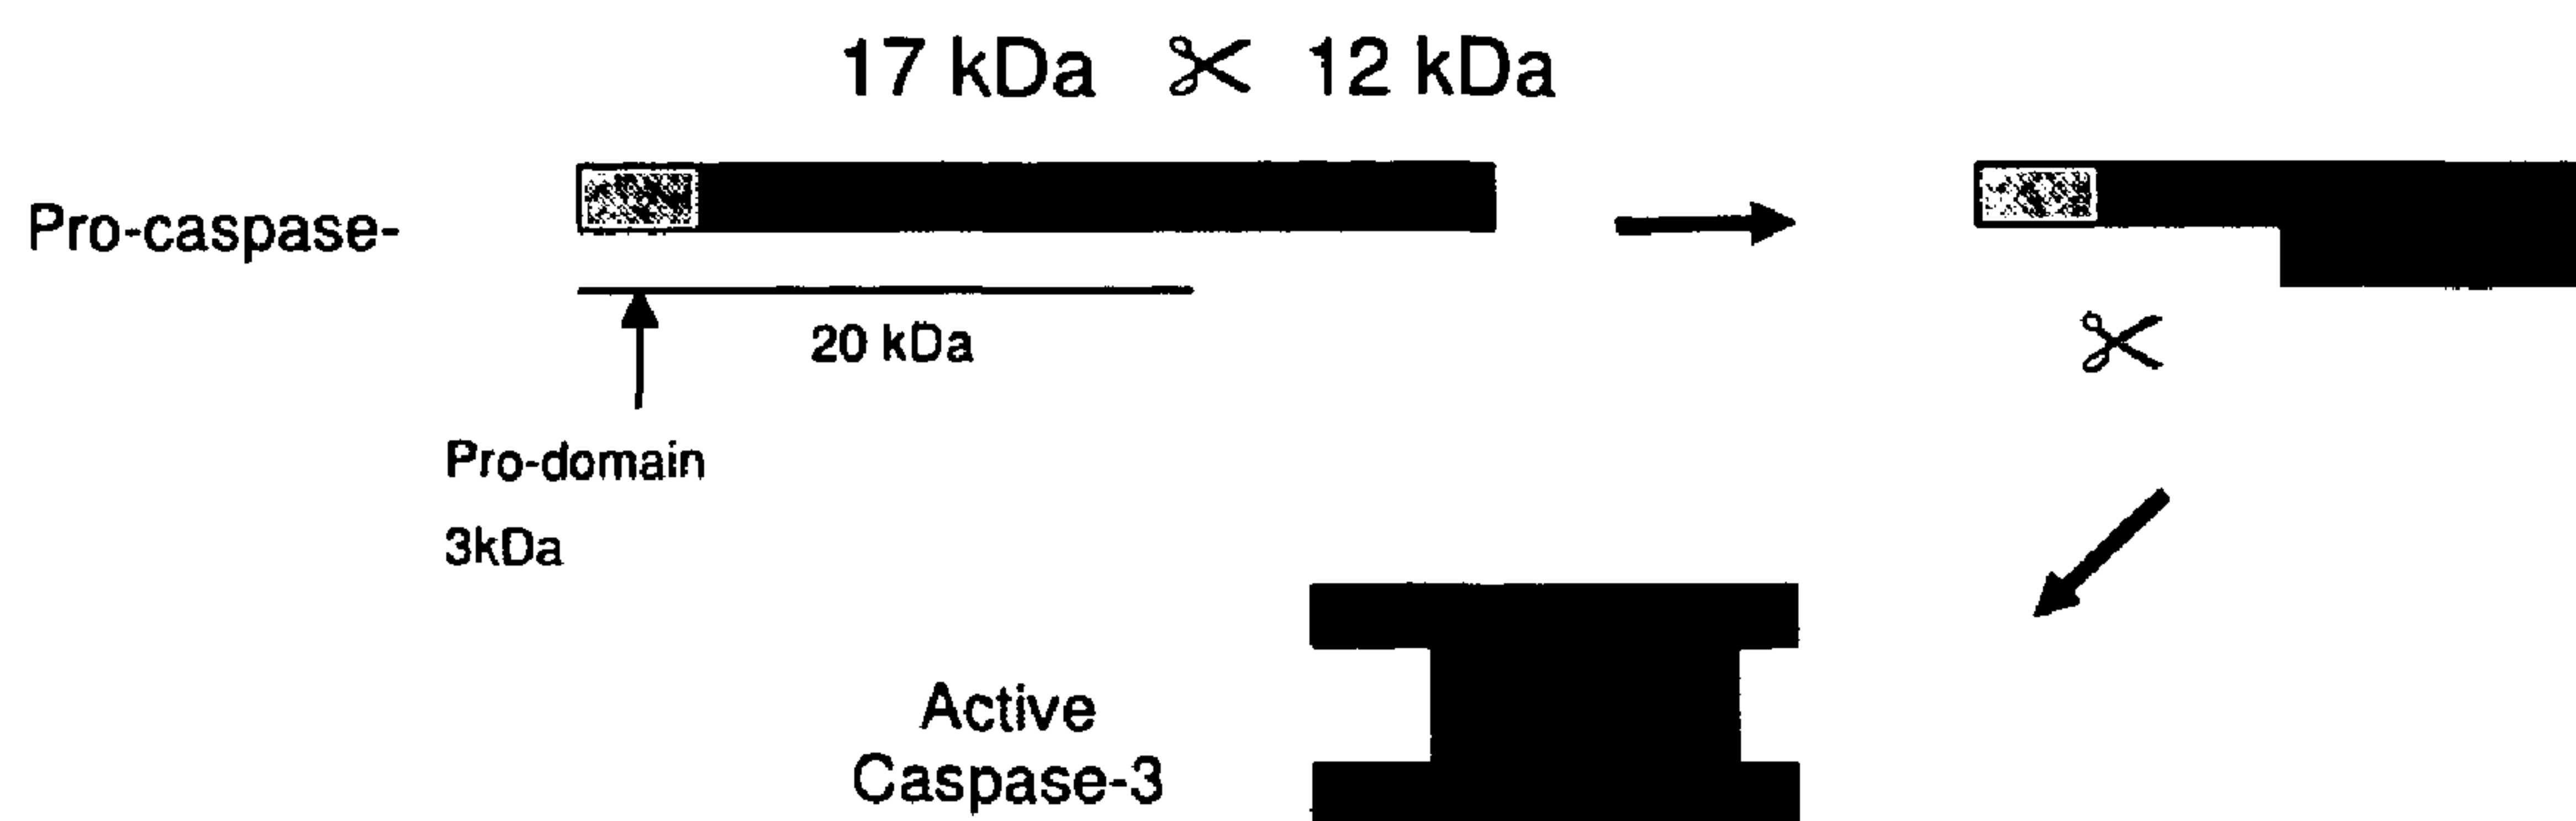 17 kDa ✂ 12 kDa
Pro-caspase-
20 kDa
Pro-domain
3kDa
Active
Caspase-3